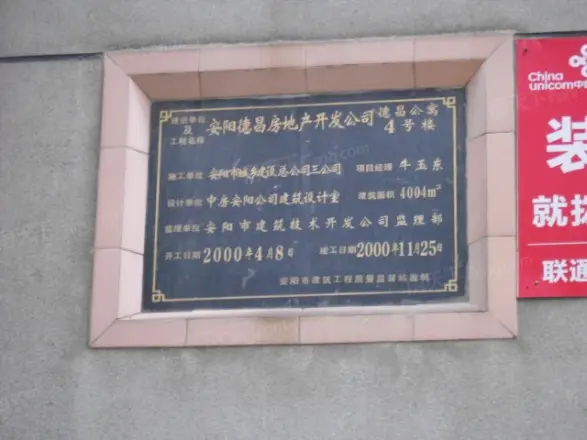 建设单位
及
工程名称
安阳德昌房地产开发公司
德昌公寓
4号楼
施工单位 安阳市城乡建设总公司三公司 项目经理 牛玉东
设计单位 中房安阳公司建筑设计室 建筑面积 4004m²
监理单位 安阳市建筑技术开发公司监理部
开工日期 2000年4月8日 竣工日期 2000年11月25日
安阳市建筑工程质量监督站监制
China
unicom中
装
就
联通